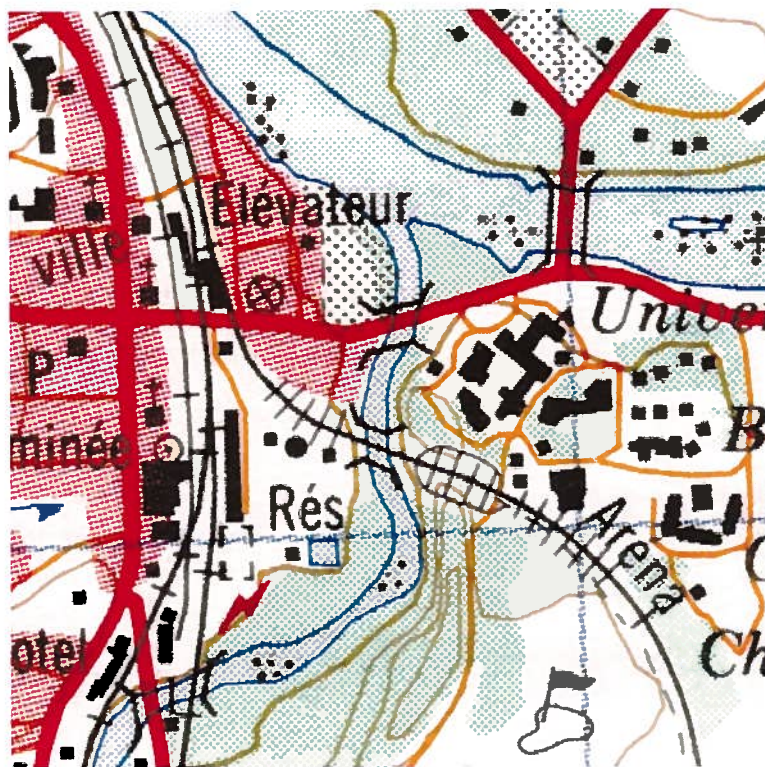 Elévateur
ville
Univer
P
B
minée
Rés
Arena
C
Ch
otel